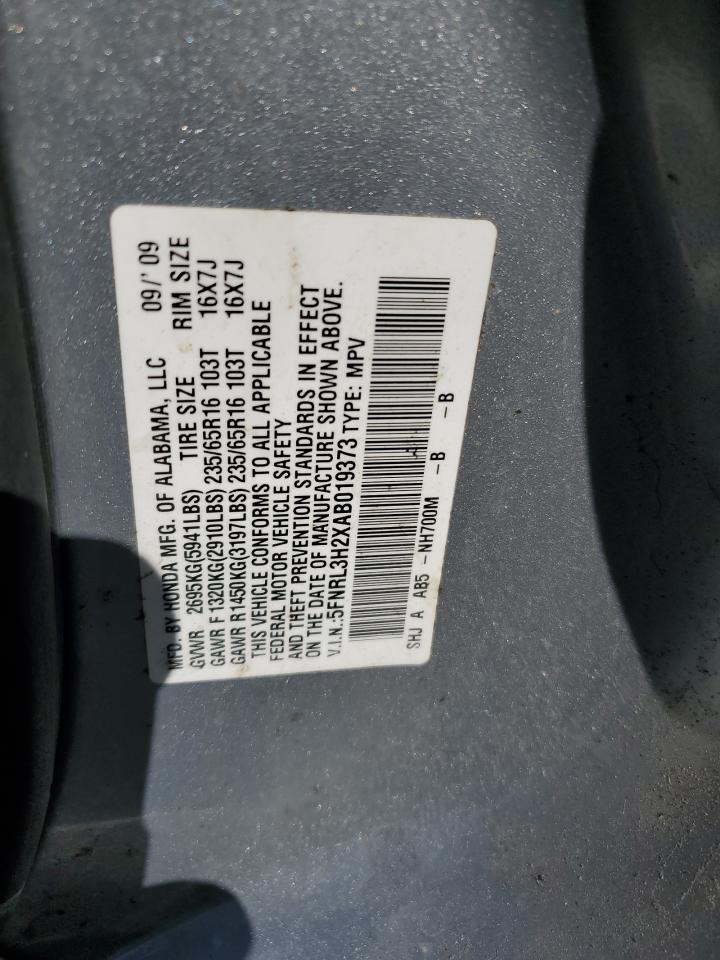 MFD. BY HONDA MFG. OF ALABAMA, LLC 09/' 09
GVWR 2695KG(5941LBS) TIRE SIZE RIM SIZE
GAWR F1320KG(2910LBS) 235/65R16 103T 16X7J
GAWR R1450KG(3197LBS) 235/65R16 103T 16X7J
THIS VEHICLE CONFORMS TO ALL APPLICABLE
FEDERAL MOTOR VEHICLE SAFETY
AND THEFT PREVENTION STANDARDS IN EFFECT
ON THE DATE OF MANUFACTURE SHOWN ABOVE.
V.I.N.:5FNRL3H2XAB019373 TYPE: MPV
SHJ A AB5 -NH700M -B -B